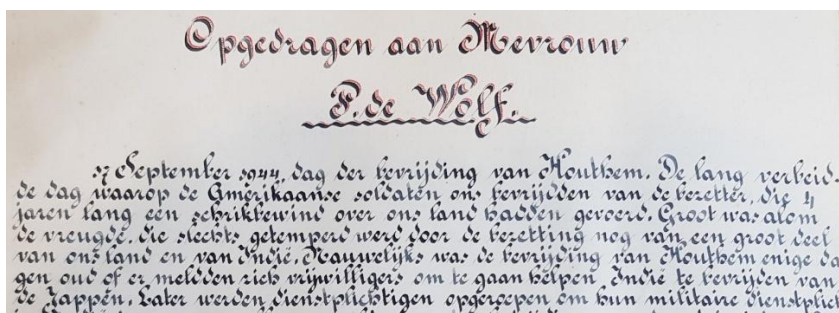 Opgedragen aan Mevrouw
P. de Wolf.
17 September 1944, dag der bevrijding van Houthem. De lang verbeid-
de dag waarop de Amerikaanse soldaten ons bevrijdden van de bezetter, die 4
jaren lang een schrikbewind over ons land hadden gevoerd. Groot was alom
de vreugde, die slechts getemperd werd door de bezetting nog van een groot deel
van ons land en van Indië. Nauwelijks was de bevrijding van Houthem enige da-
gen oud of er meldden zich vrijwilligers om te gaan helpen Indië te bevrijden van
de Jappen. Later werden dienstplichtigen opgeroepen om hun militaire dienstplich